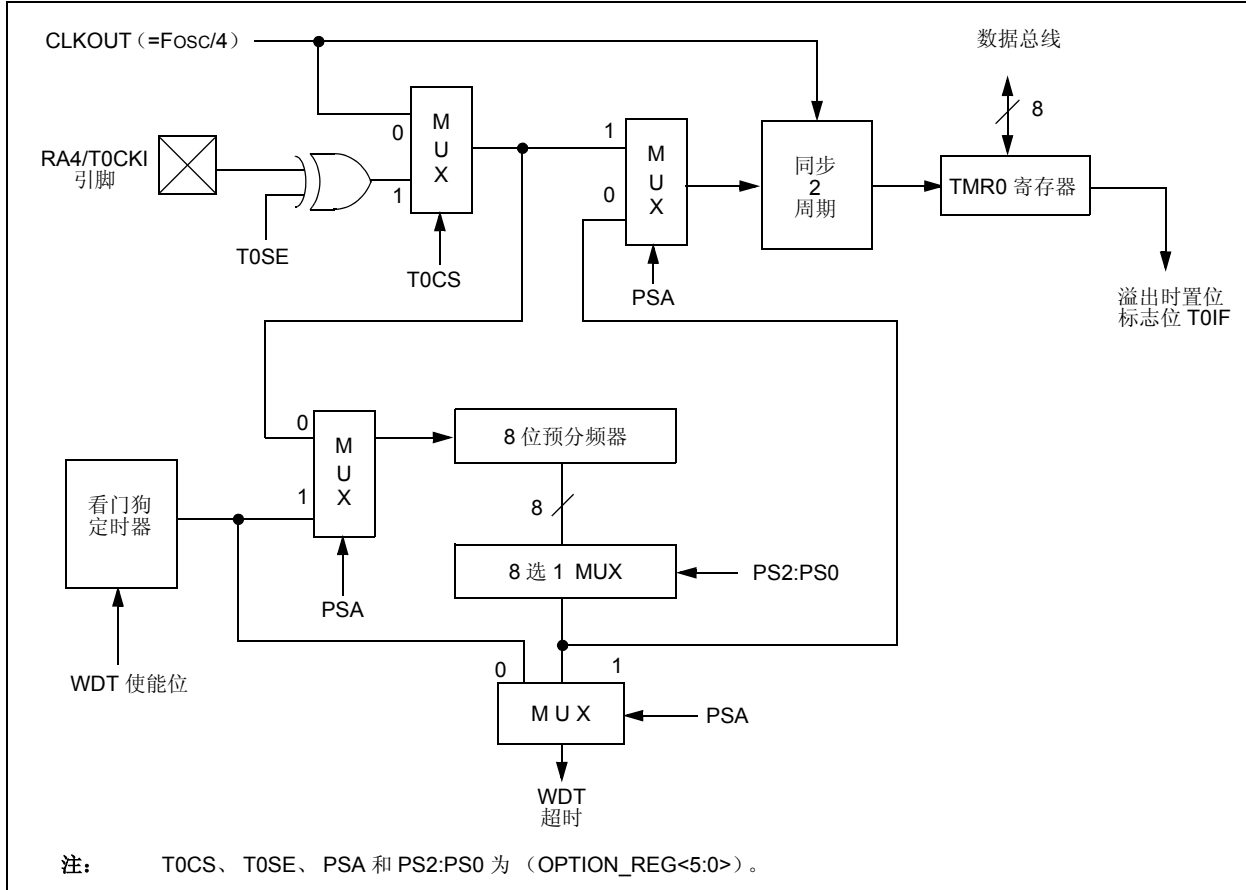 CLKOUT（=FOSC/4）
数据总线
8
M
U
X
0
1
RA4/T0CKI
引脚
T0SE
T0CS
1
0
M
U
X
PSA
同步
2
周期
TMR0 寄存器
溢出时置位
标志位 T0IF
0
1
M
U
X
PSA
8 位预分频器
8
看门狗
定时器
8 选 1 MUX
PS2:PS0
WDT 使能位
0
1
M U X
PSA
WDT
超时
注： T0CS、 T0SE、 PSA 和 PS2:PS0 为 （OPTION_REG<5:0>）。